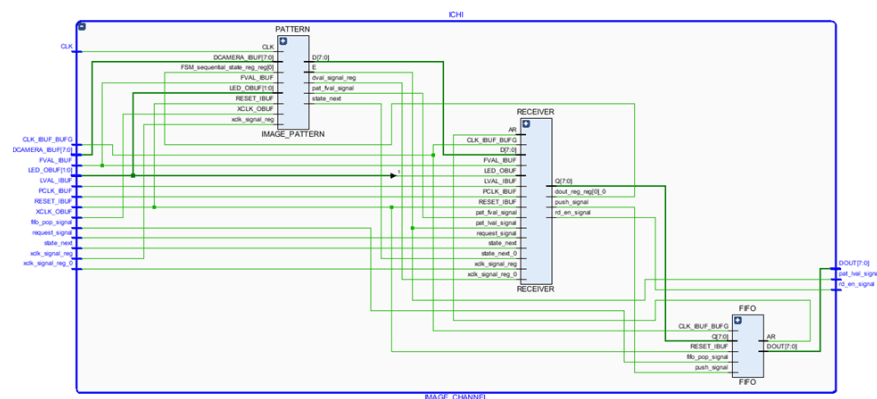 ICHI
PATTERN
CLK
DCAMERA_IBUF[7:0]
FSM_sequential_state_reg_reg[0]
FVAL_IBUF
LED_OBUF[1:0]
RESET_IBUF
XCLK_OBUF
xclk_signal_reg
D[7:0]
E
dval_signal_reg
pat_fval_signal
state_next
IMAGE_PATTERN
CLK
CLK_IBUF_BUFG
DCAMERA_IBUF[7:0]
FVAL_IBUF
LED_OBUF[1:0]
LVAL_IBUF
PCLK_IBUF
RESET_IBUF
XCLK_OBUF
fifo_pop_signal
request_signal
state_next
xclk_signal_reg
xclk_signal_reg_0
RECEIVER
AR
CLK_IBUF_BUFG
D[7:0]
FVAL_IBUF
LED_OBUF
LVAL_IBUF
PCLK_IBUF
RESET_IBUF
pat_fval_signal
pat_lval_signal
request_signal
state_next
state_next_0
xclk_signal_reg
xclk_signal_reg_0
Q[7:0]
dout_reg_reg[0]_0
push_signal
rd_en_signal
RECEIVER
DOUT[7:0]
pat_lval_signa
rd_en_signal
FIFO
CLK_IBUF_BUFG
Q[7:0]
RESET_IBUF
fifo_pop_signal
push_signal
AR
DOUT[7:0]
FIFO
IMAGE_CHANNEL